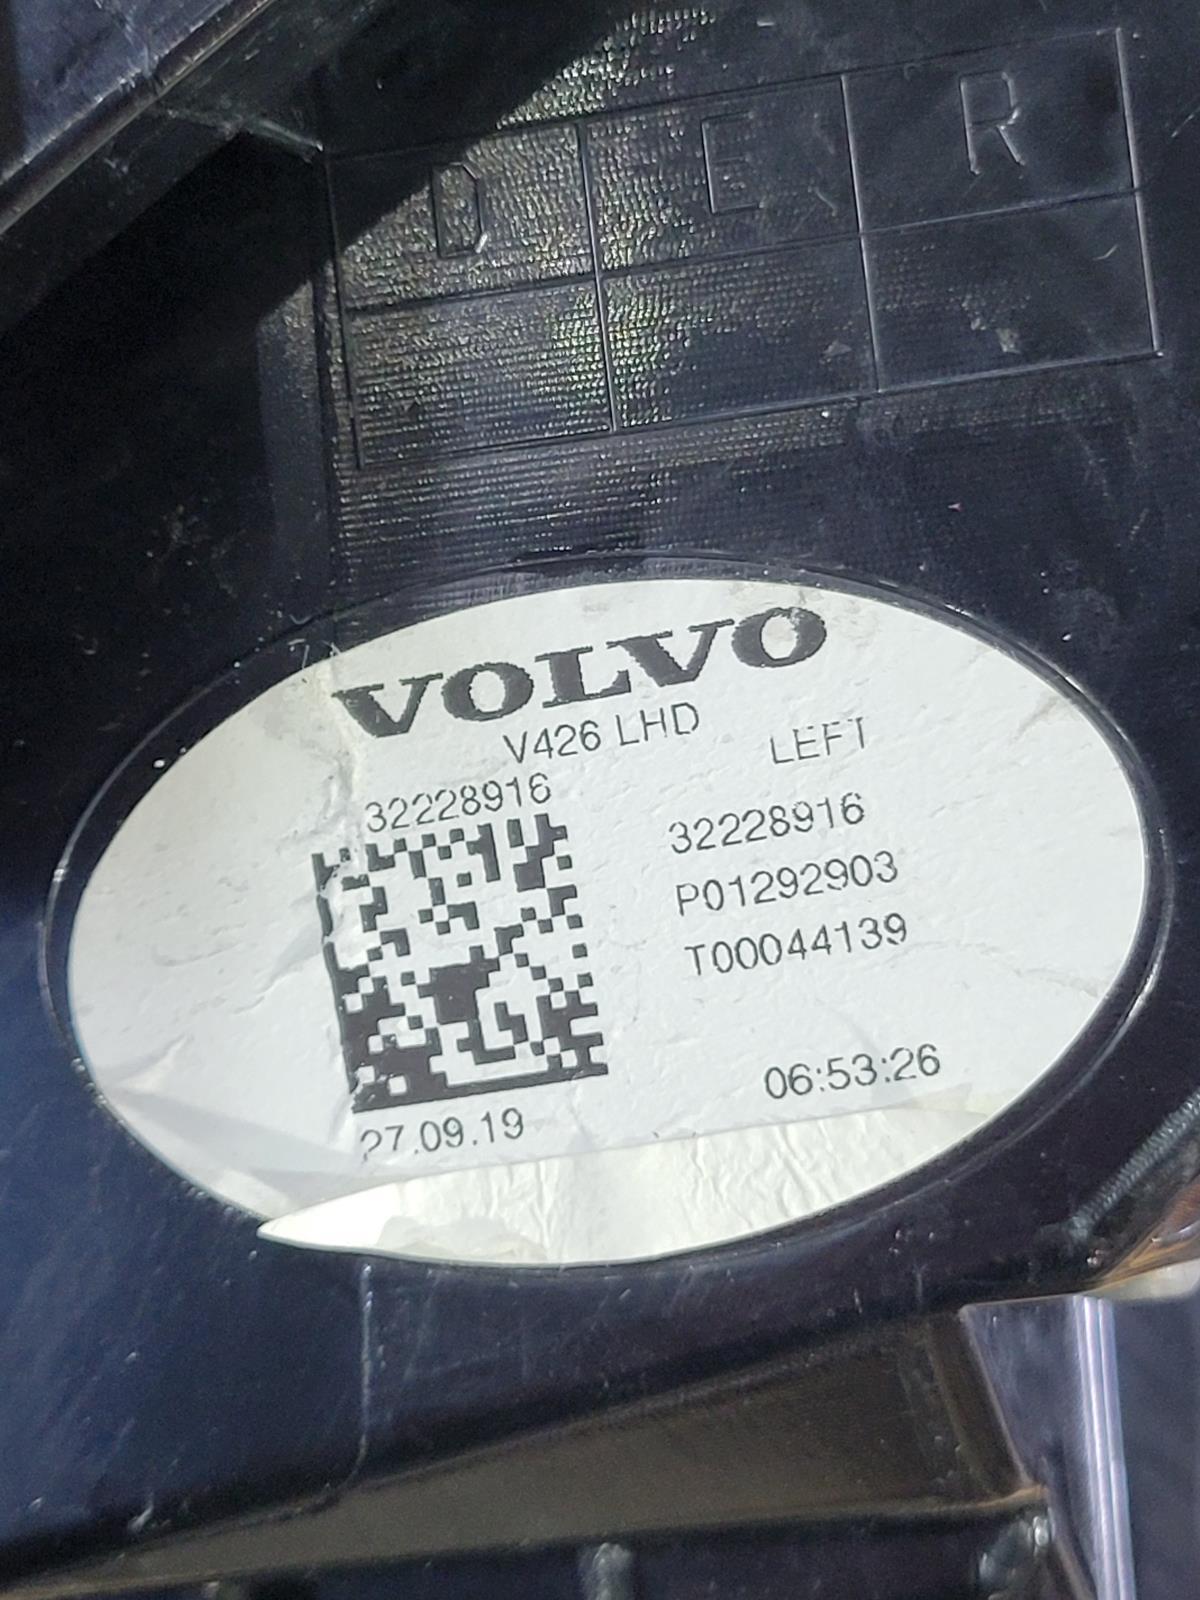 D E R
VOLVO
V426 LHD LEFT
32228916
32228916
P01292903
T00044139
27.09.19 06:53:26